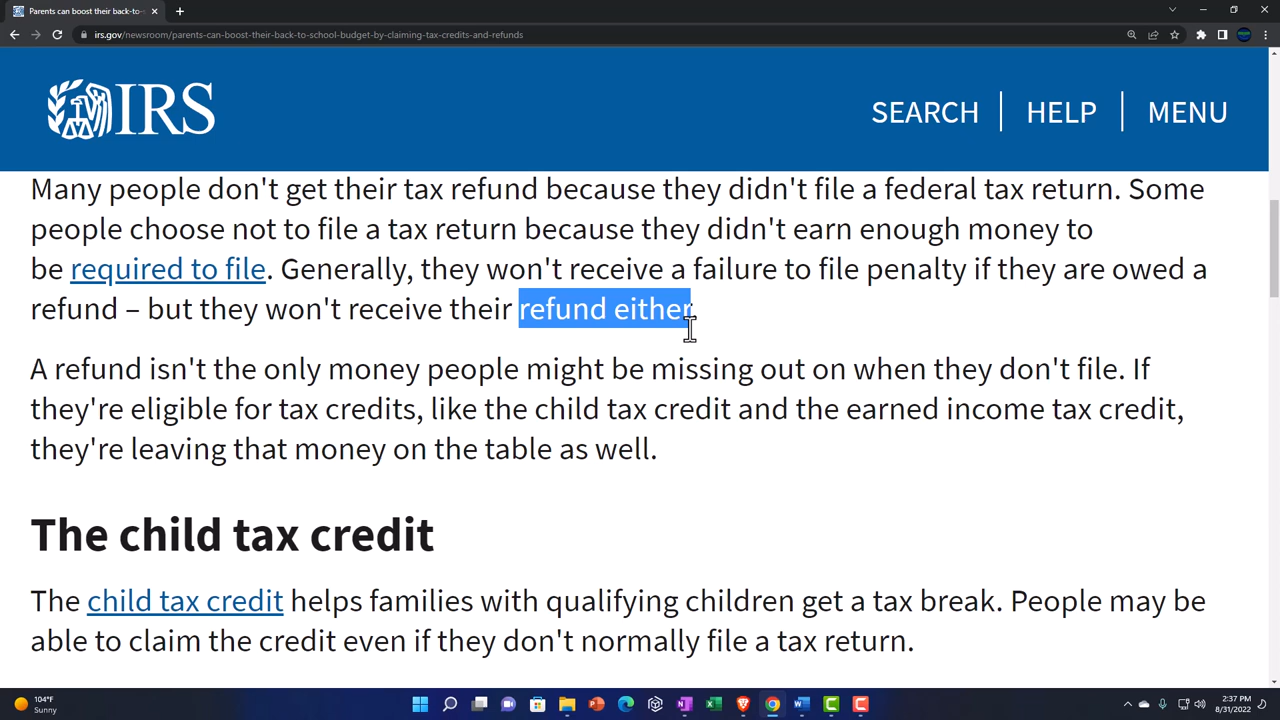 Parents can boost their back-to-s
irs.gov/newsroom/parents-can-boost-their-back-to-school-budget-by-claiming-tax-credits-and-refunds
IRS
SEARCH
HELP
MENU
Many people don't get their tax refund because they didn't file a federal tax return. Some
people choose not to file a tax return because they didn't earn enough money to
be required to file. Generally, they won't receive a failure to file penalty if they are owed a
refund – but they won't receive their refund either.
A refund isn't the only money people might be missing out on when they don't file. If
they're eligible for tax credits, like the child tax credit and the earned income tax credit,
they're leaving that money on the table as well.
The child tax credit
The child tax credit helps families with qualifying children get a tax break. People may be
able to claim the credit even if they don't normally file a tax return.
104°F
Sunny
2:37 PM
8/31/2022